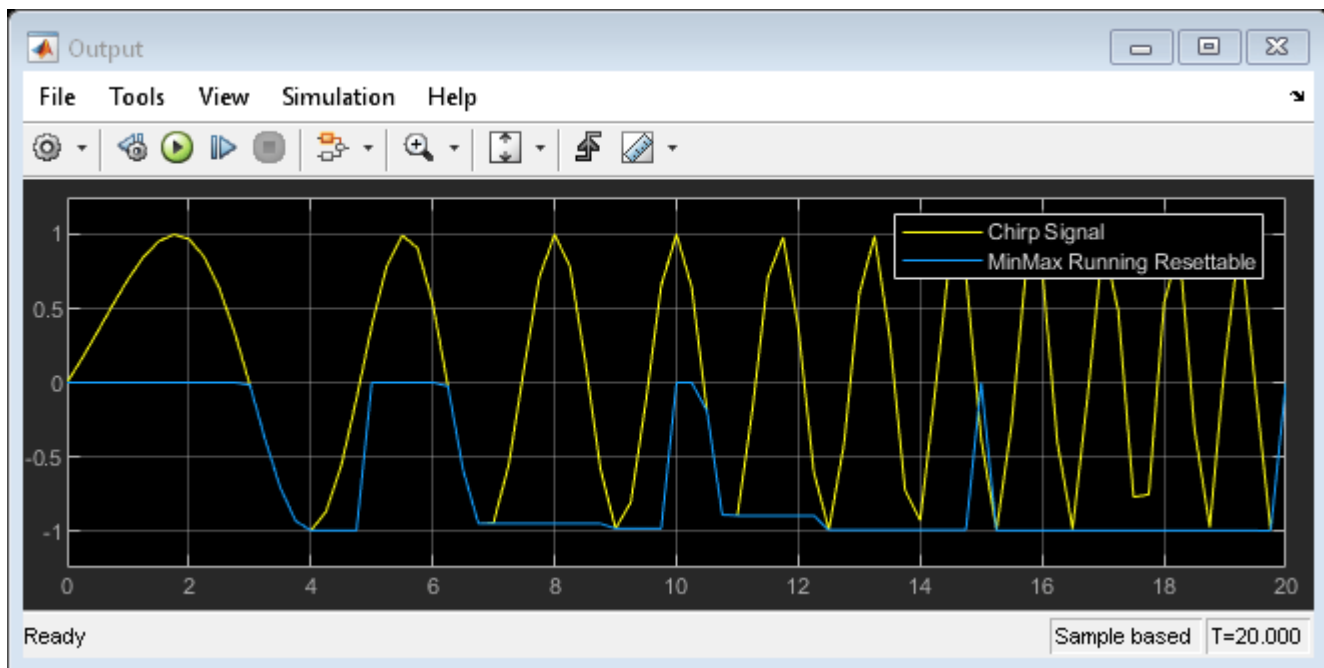 Output
File Tools View Simulation Help
Chirp Signal
MinMax Running Resettable
1
0.5
0
-0.5
-1
0 2 4 6 8 10 12 14 16 18 20
Ready Sample based T=20.000